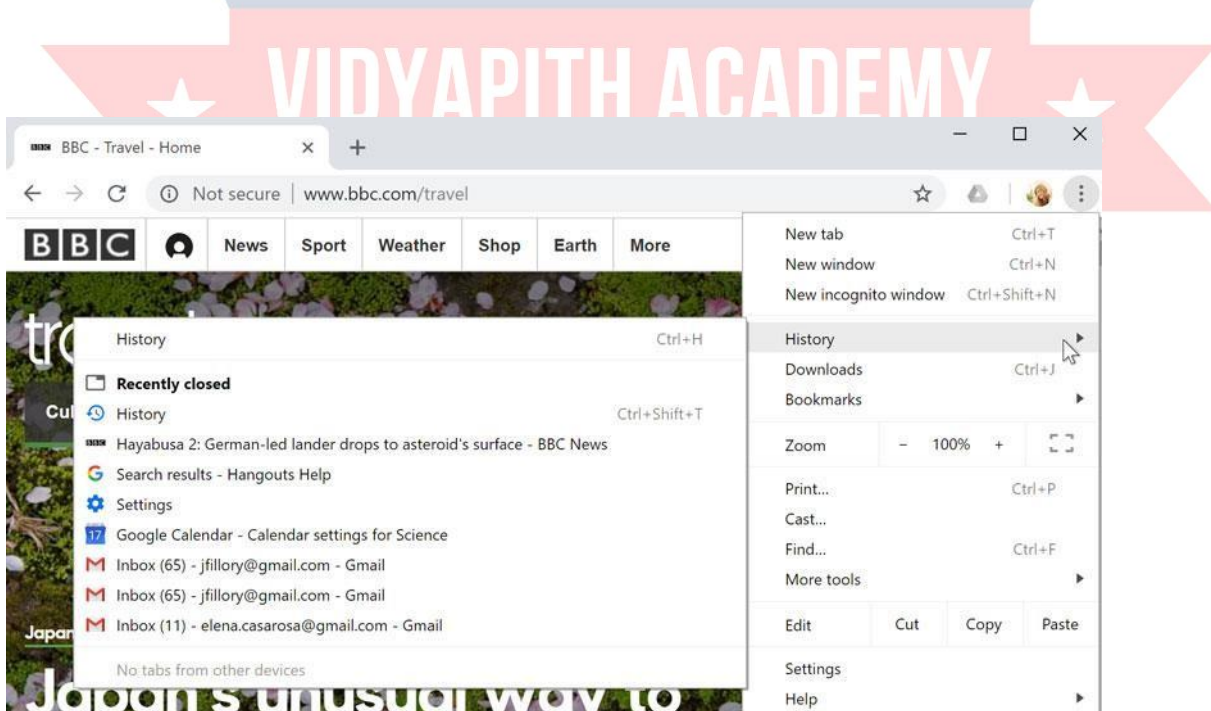 VIDYAPITH ACADEMY
BBC BBC - Travel - Home
Not secure | www.bbc.com/travel
BBC News Sport Weather Shop Earth More
New tab Ctrl+T
New window Ctrl+N
New incognito window Ctrl+Shift+N
History Ctrl+H
History
Recently closed
Downloads Ctrl+J
History Ctrl+Shift+T
Bookmarks
BBC Hayabusa 2: German-led lander drops to asteroid's surface - BBC News
Zoom - 100% +
Search results - Hangouts Help
Settings
Print... Ctrl+P
17 Google Calendar - Calendar settings for Science
Cast...
Inbox (65) - jfillory@gmail.com - Gmail
Find... Ctrl+F
Inbox (65) - jfillory@gmail.com - Gmail
More tools
Inbox (11) - elena.casarosa@gmail.com - Gmail
Edit Cut Copy Paste
Japan
No tabs from other devices
Settings
Japan's unusual way to
Help